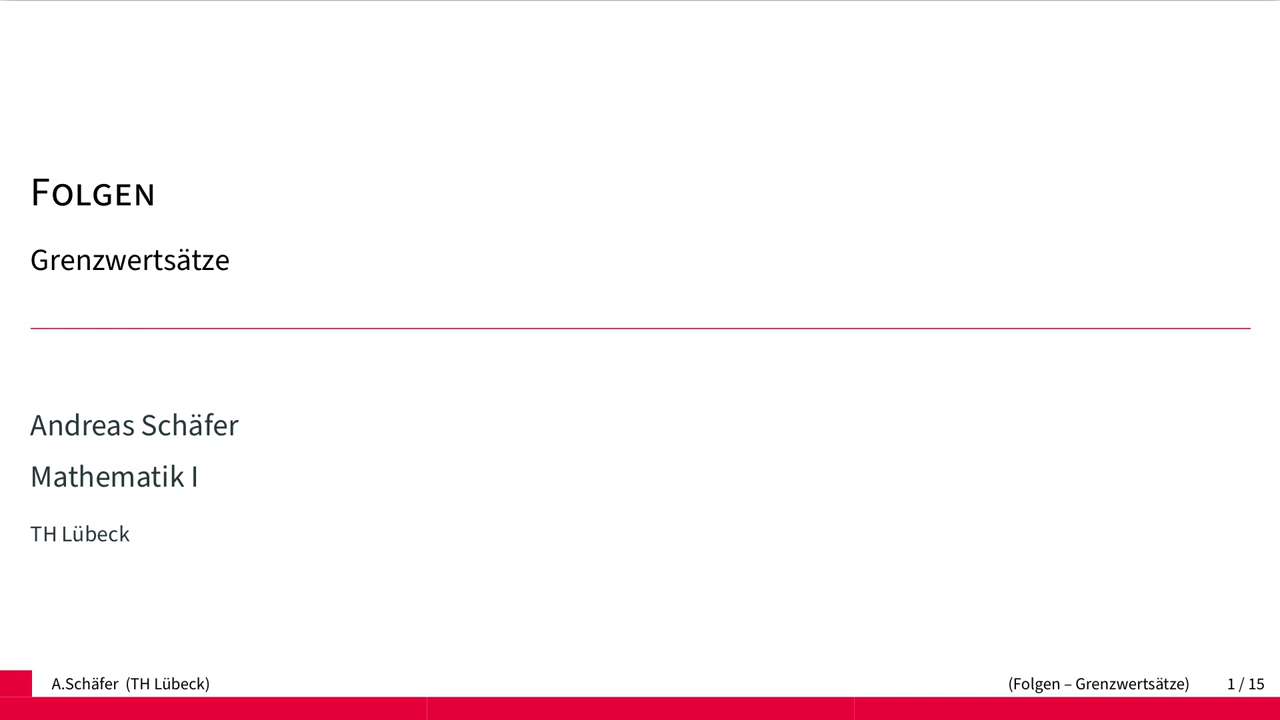 Folgen
Grenzwertsätze
Andreas Schäfer
Mathematik I
TH Lübeck
A.Schäfer (TH Lübeck) (Folgen – Grenzwertsätze) 1 / 15